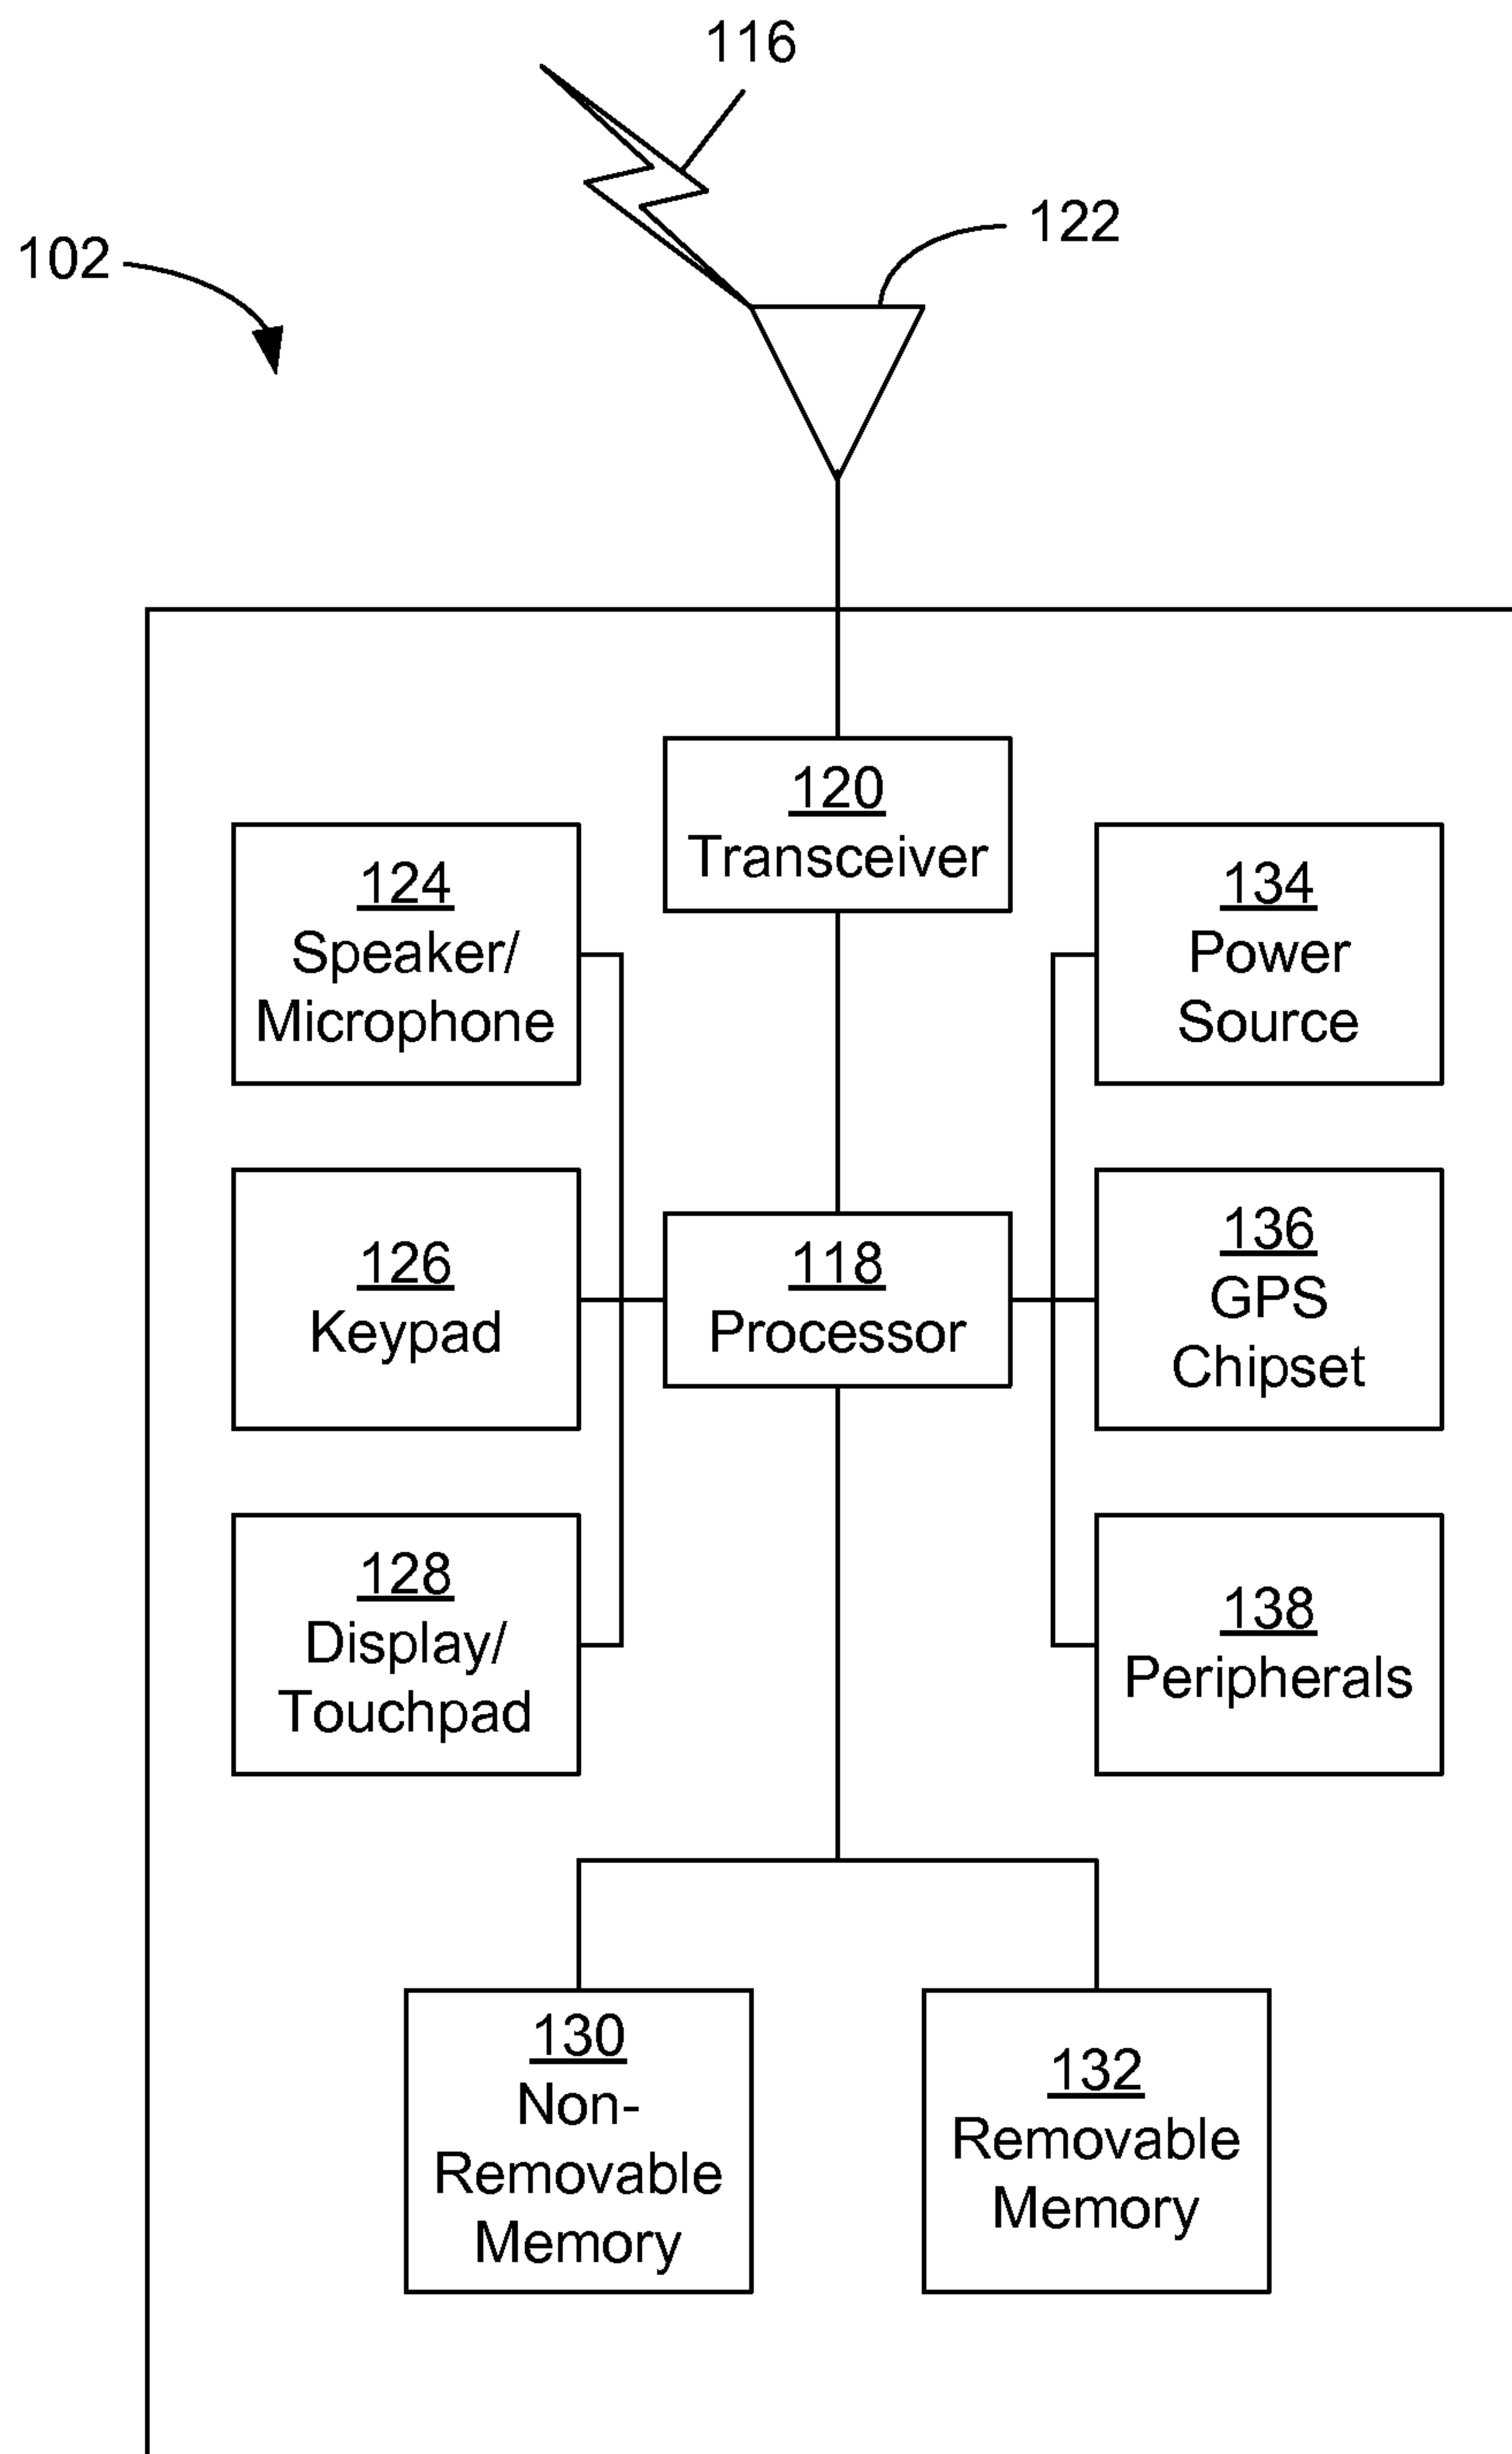 116
122
102
120
Transceiver
124
Speaker/
Microphone
134
Power
Source
126
Keypad
118
Processor
136
GPS
Chipset
128
Display/
Touchpad
138
Peripherals
130
Non-
Removable
Memory
132
Removable
Memory